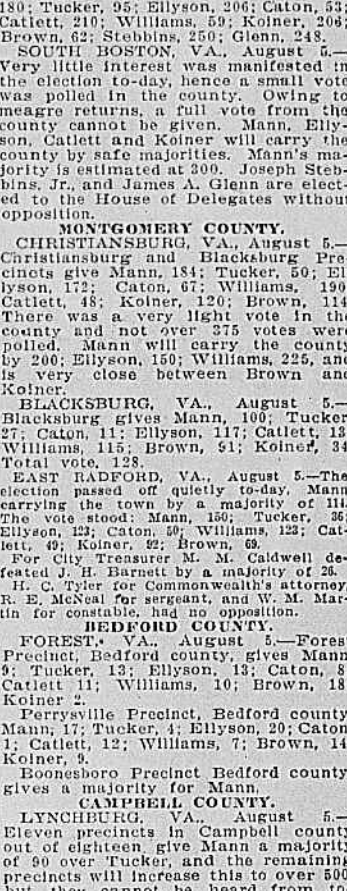 180; Tucker, 95; Ellyson, 206; Caton, 53;
Catlett, 210; Williams, 59; Koiner, 206;
Brown, 62; Stebbins, 250; Glenn, 248.
SOUTH BOSTON, VA., August 5.—
Very little interest was manifested in
the election to-day, hence a small vote
was polled in the county. Owing to
meagre returns, a full vote from the
county cannot be given. Mann, Elly-
son, Catlett and Koiner will carry the
county by safe majorities. Mann's ma-
jority is estimated at 300. Joseph Steb-
bins, Jr., and James A. Glenn are elect-
ed to the House of Delegates without
opposition.
MONTGOMERY COUNTY.
CHRISTIANSBURG, VA., August 5.—
Christiansburg and Blacksburg Pre-
cincts give Mann, 184; Tucker, 50; El
lyson, 172; Caton, 67; Williams, 190
Catlett, 48; Koiner, 120; Brown, 114
There was a very light vote in the
county and not over 375 votes were
polled. Mann will carry the county
by 200; Ellyson, 150; Williams, 225, and
is very close between Brown and
Koiner.
BLACKSBURG, VA., August 5.—
Blacksburg gives Mann, 100; Tucker
27; Caton, 11; Ellyson, 117; Catlett, 13
Williams, 115; Brown, 91; Koiner, 34
Total vote, 128.
EAST RADFORD, VA., August 5.—The
election passed off quietly to-day, Mann
carrying the town by a majority of 114.
The vote stood: Mann, 150; Tucker, 36;
Ellyson, 123; Caton, 50; Williams, 123; Cat-
lett, 49; Koiner, 92; Brown, 69.
For City Treasurer M. M. Caldwell de-
feated J. H. Barnett by a majority of 26.
H. C. Tyler for Commonwealth's attorney,
R. E. McNeal for sergeant, and W. M. Mar-
tin for constable, had no opposition.
BEDFORD COUNTY.
FOREST, VA., August 5.—Forest
Precinct, Bedford county, gives Mann
9; Tucker, 13; Ellyson, 13; Caton, 8
Catlett 11; Williams, 10; Brown, 18
Koiner 2.
Perrysville Precinct, Bedford county
Mann, 17; Tucker, 4; Ellyson, 20; Caton
1; Catlett, 12; Williams, 7; Brown, 14
Koiner, 9.
Boonesboro Precinct Bedford county
gives a majority for Mann.
CAMPBELL COUNTY.
LYNCHBURG, VA., August 5.—
Eleven precincts in Campbell county
out of eighteen give Mann a majority
of 90 over Tucker, and the remaining
precincts will increase this to over 500
but they cannot be heard from